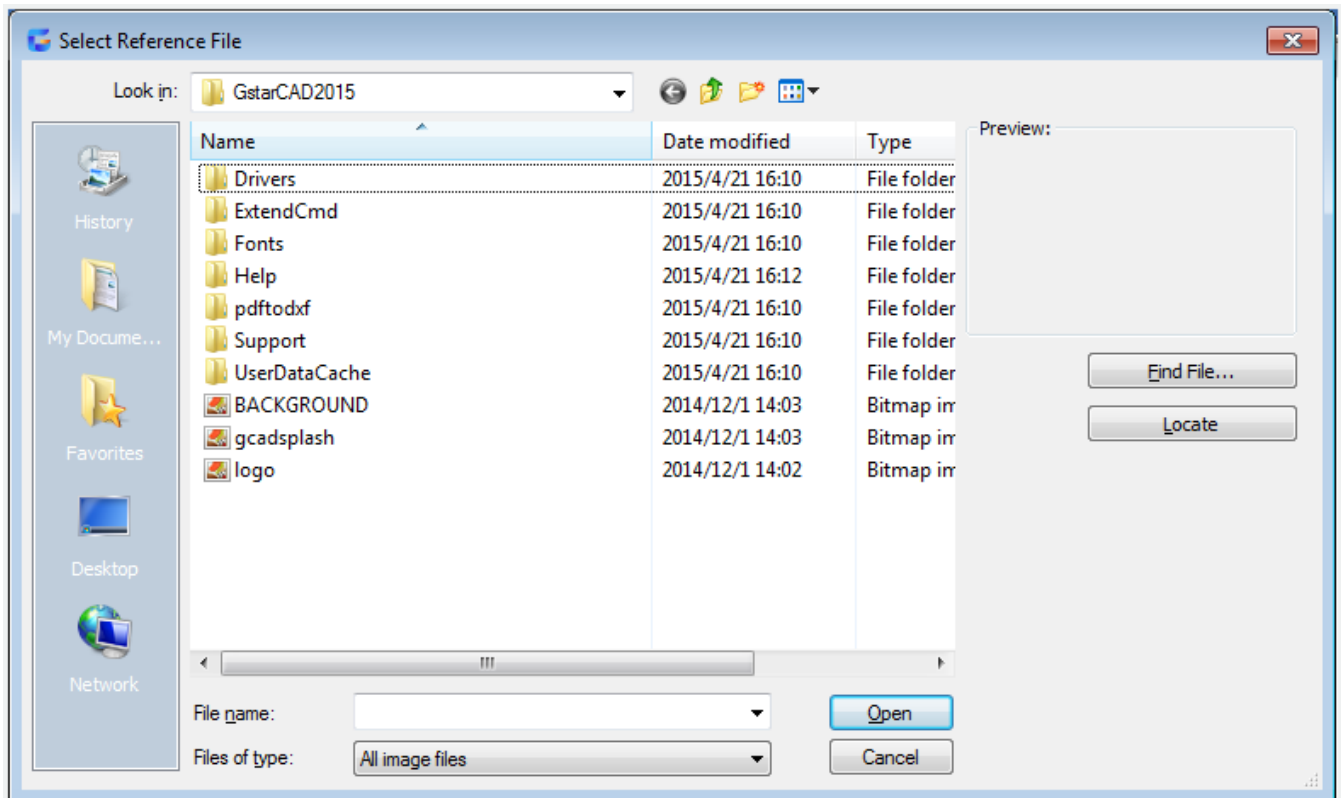 Select Reference File
Look in: GstarCAD2015
Name Date modified Type
Drivers 2015/4/21 16:10 File folder
ExtendCmd 2015/4/21 16:10 File folder
Fonts 2015/4/21 16:10 File folder
Help 2015/4/21 16:12 File folder
pdftodxf 2015/4/21 16:10 File folder
Support 2015/4/21 16:10 File folder
UserDataCache 2015/4/21 16:10 File folder
BACKGROUND 2014/12/1 14:03 Bitmap im
gcadsplash 2014/12/1 14:03 Bitmap im
logo 2014/12/1 14:02 Bitmap im
History
My Docume...
Favorites
Desktop
Network
Preview:
Find File...
Locate
File name:
Open
Files of type: All image files
Cancel